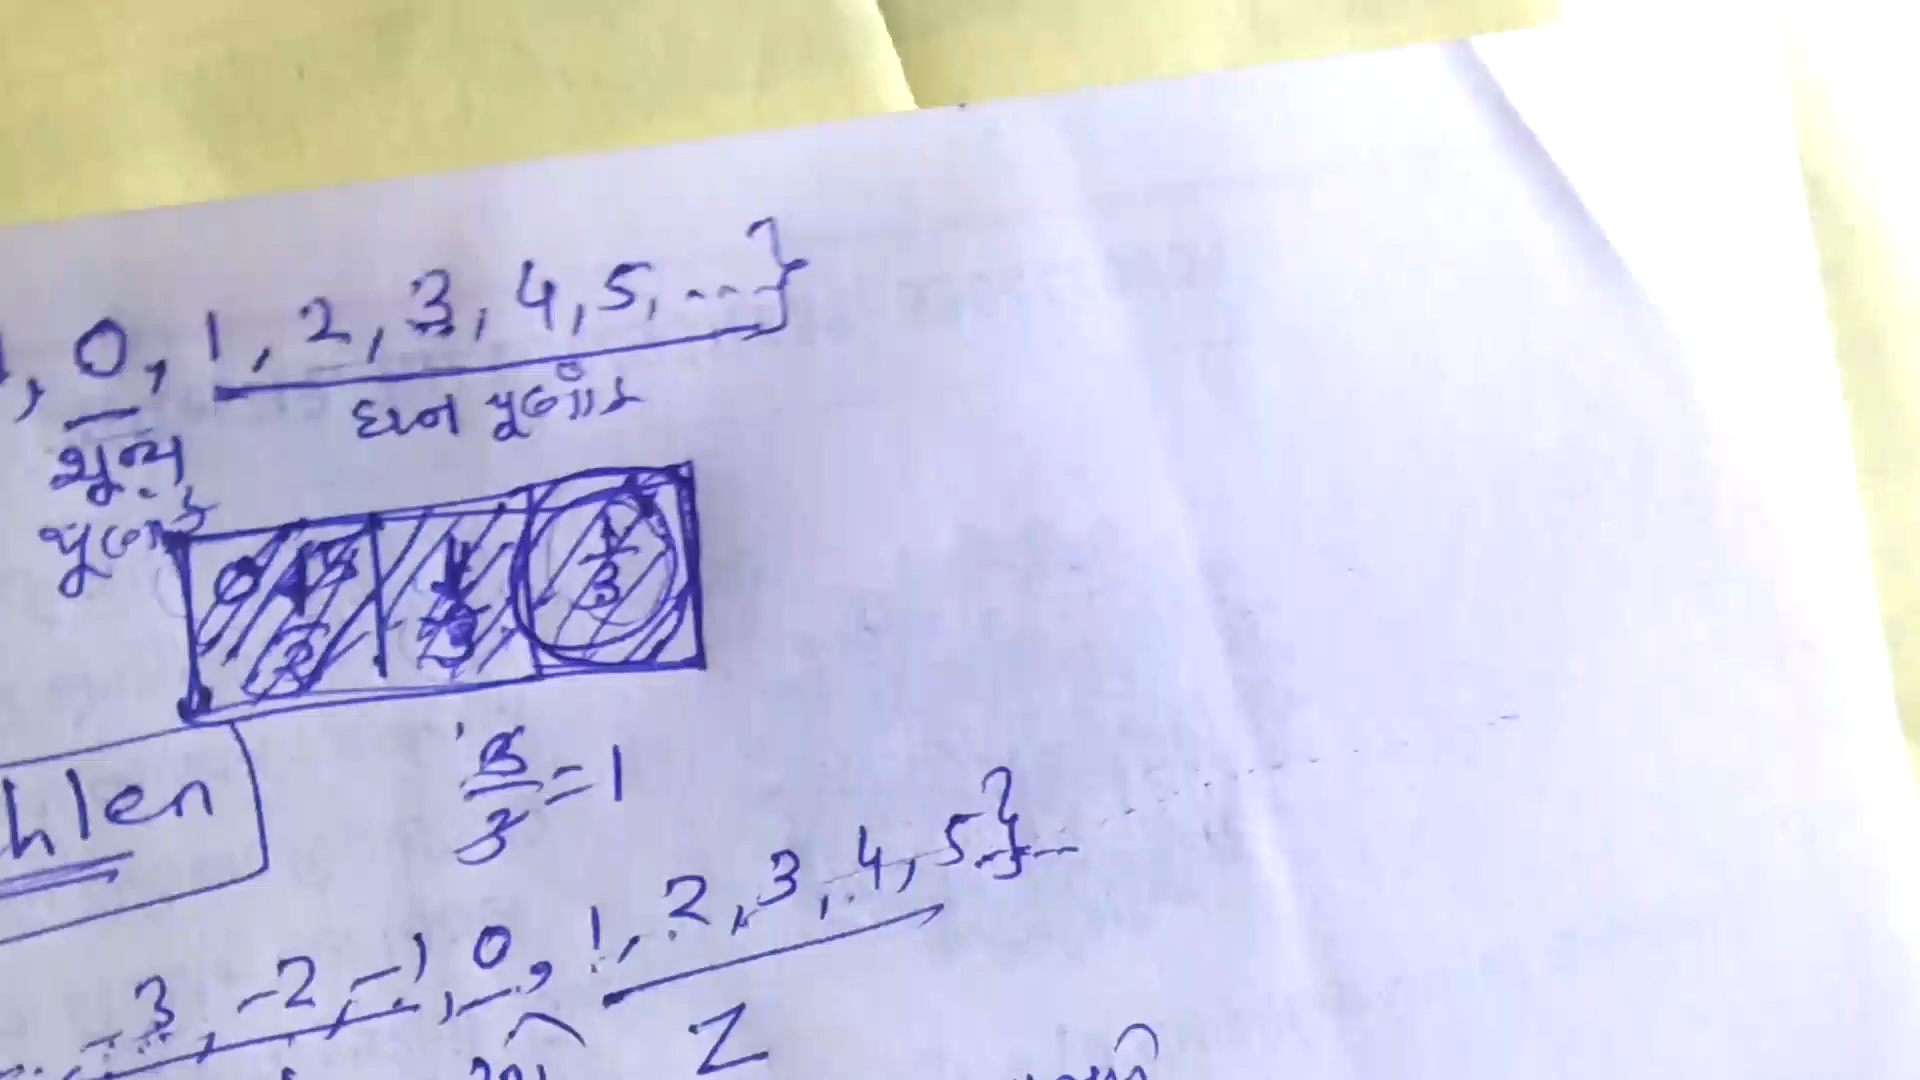 , 0, 1, 2, 3, 4, 5, ...}
ઘન પૂર્ણાંક
શૂન્ય
પૂર્ણાંક
1
3
3/3 = 1
hlen
-3, -2, -1, 0, 1, 2, 3, 4, 5...}
Z